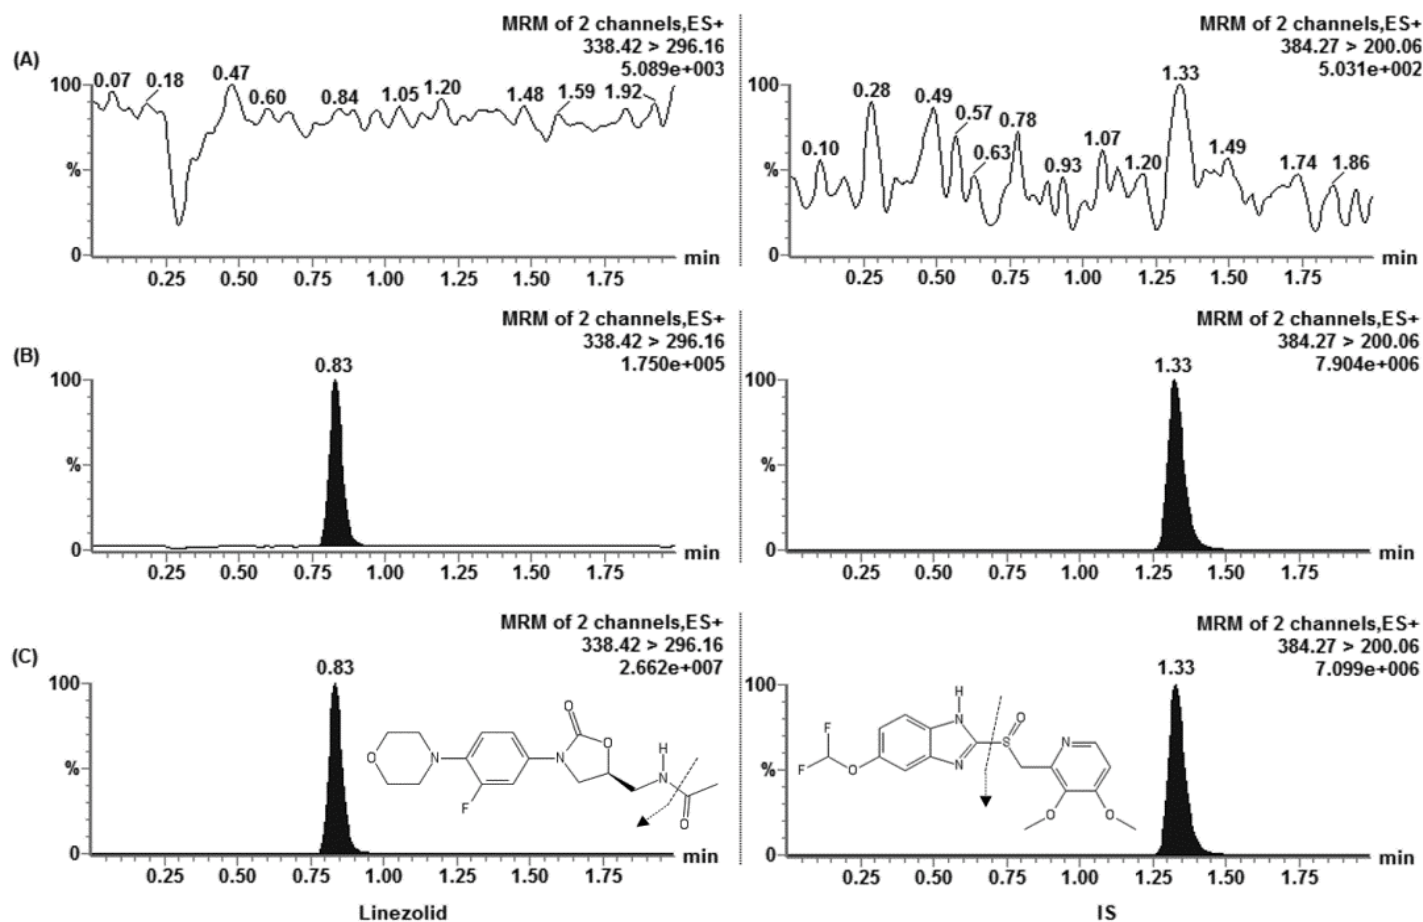 MRM of 2 channels,ES+
338.42 > 296.16
5.089e+003
MRM of 2 channels,ES+
384.27 > 200.06
5.031e+002
(A)
100
%
0
0.07 0.18 0.47 0.60 0.84 1.05 1.20 1.48 1.59 1.92
0.25 0.50 0.75 1.00 1.25 1.50 1.75 min
100
%
0
0.10 0.28 0.49 0.57 0.63 0.78 0.93 1.07 1.20 1.33 1.49 1.74 1.86
0.25 0.50 0.75 1.00 1.25 1.50 1.75 min
MRM of 2 channels,ES+
338.42 > 296.16
1.750e+005
MRM of 2 channels,ES+
384.27 > 200.06
7.904e+006
(B)
100
%
0
0.83
0.25 0.50 0.75 1.00 1.25 1.50 1.75 min
100
%
0
1.33
0.25 0.50 0.75 1.00 1.25 1.50 1.75 min
MRM of 2 channels,ES+
338.42 > 296.16
2.662e+007
MRM of 2 channels,ES+
384.27 > 200.06
7.099e+006
(C)
100
%
0
0.83
O N F O N O H N O
0.25 0.50 0.75 1.00 1.25 1.50 1.75 min
Linezolid
100
%
0
1.33
F F O H N N S O N O O
0.25 0.50 0.75 1.00 1.25 1.50 1.75 min
IS